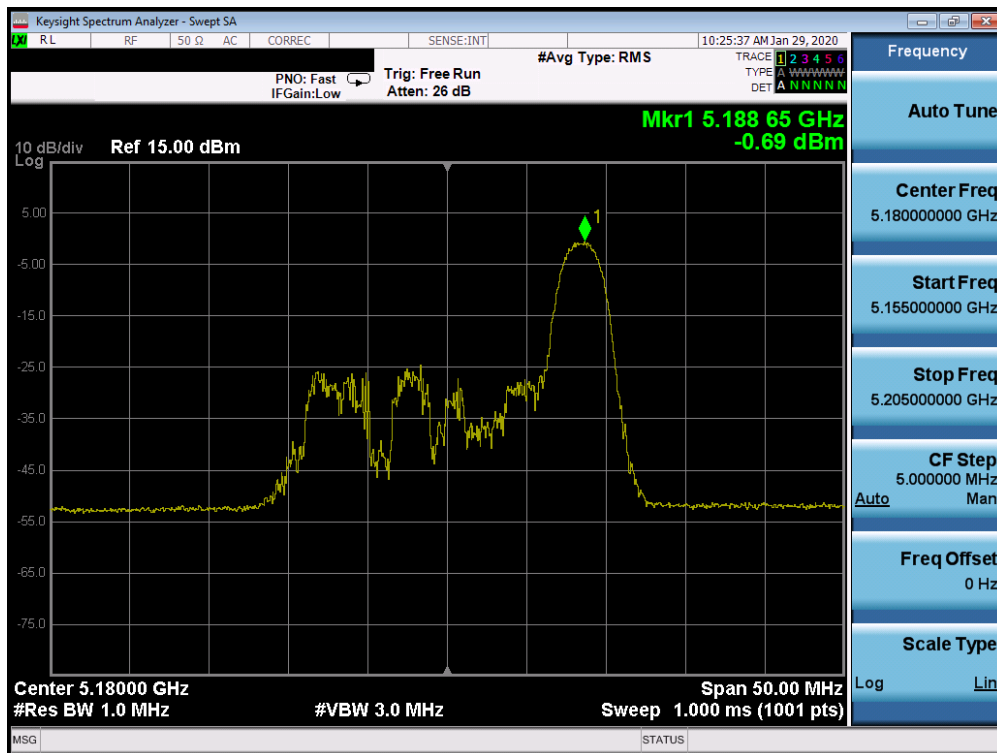 Keysight Spectrum Analyzer - Swept SA
LXI RL RF 50 Ω AC CORREC SENSE:INT 10:25:37 AM Jan 29, 2020
PNO: Fast
IFGain:Low
Trig: Free Run
Atten: 26 dB
#Avg Type: RMS
TRACE 1 2 3 4 5 6
TYPE A WWWWW
DET A N N N N N
Mkr1 5.188 65 GHz
-0.69 dBm
10 dB/div Ref 15.00 dBm
Log
1
5.00
-5.00
-15.0
-25.0
-35.0
-45.0
-55.0
-65.0
-75.0
Center 5.18000 GHz Span 50.00 MHz
#Res BW 1.0 MHz #VBW 3.0 MHz Sweep 1.000 ms (1001 pts)
MSG STATUS
Frequency
Auto Tune
Center Freq
5.180000000 GHz
Start Freq
5.155000000 GHz
Stop Freq
5.205000000 GHz
CF Step
5.000000 MHz
Auto Man
Freq Offset
0 Hz
Scale Type
Log Lin